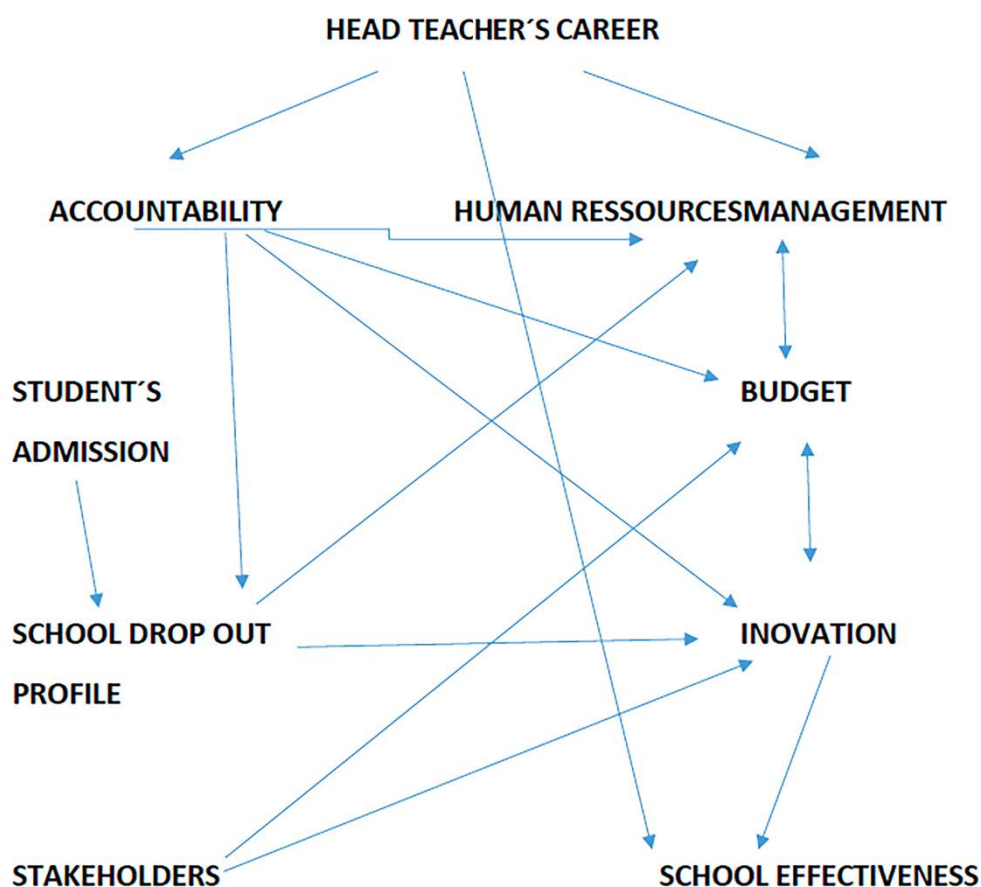 HEAD TEACHER´S CAREER
ACCOUNTABILITY
HUMAN RESSOURCESMANAGEMENT
STUDENT´S
ADMISSION
BUDGET
SCHOOL DROP OUT
PROFILE
INOVATION
STAKEHOLDERS
SCHOOL EFFECTIVENESS